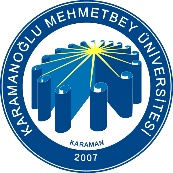 KARAMANOĞLU MEHMETBEY ÜNİVERSİTESİ
KARAMAN
2007